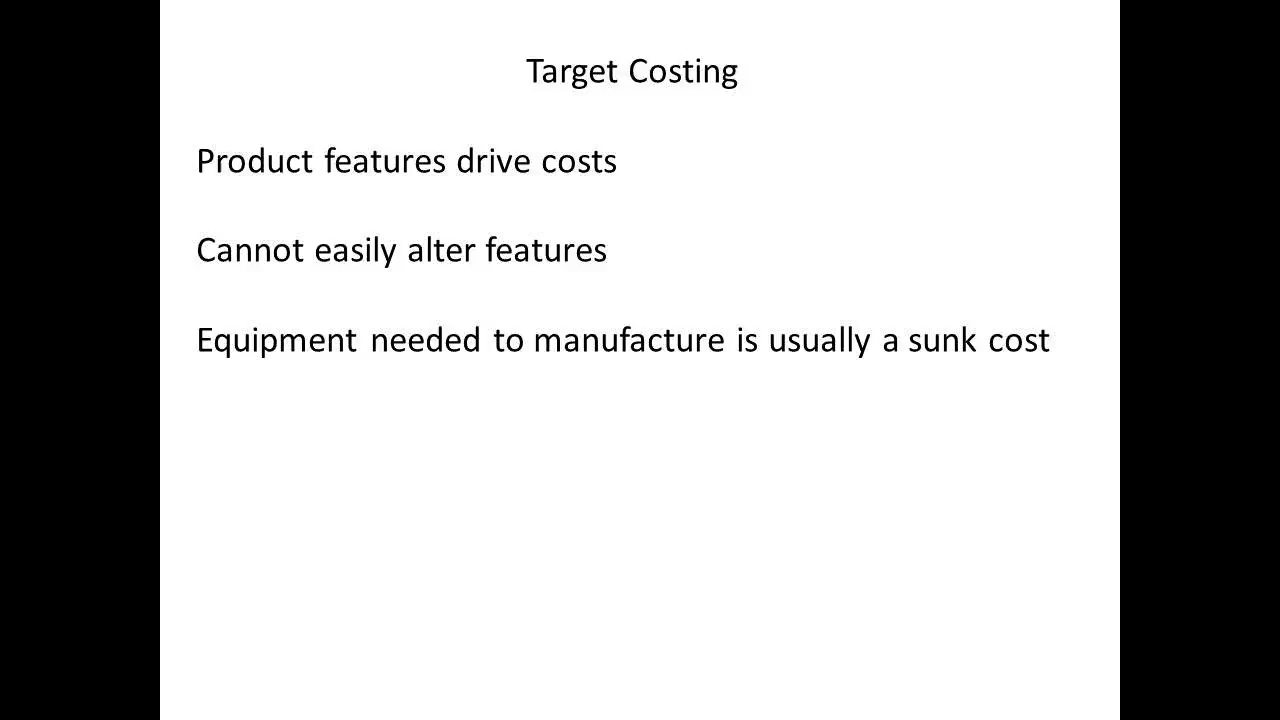 Target Costing
Product features drive costs
Cannot easily alter features
Equipment needed to manufacture is usually a sunk cost